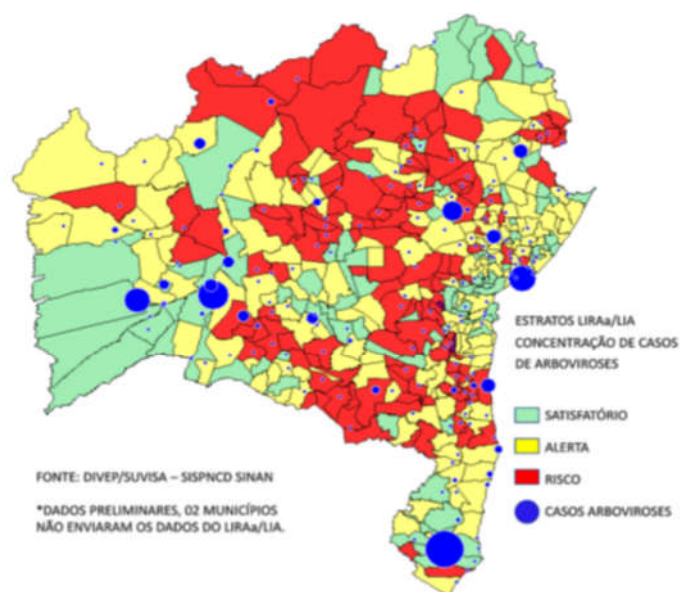 ESTRATOS LIRAa/LIA
CONCENTRAÇÃO DE CASOS
DE ARBOVIROSES
SATISFATÓRIO
ALERTA
RISCO
CASOS ARBOVIROSES
FONTE: DIVEP/SUVISA – SISPNCD SINAN
*DADOS PRELIMINARES, 02 MUNICÍPIOS
NÃO ENVIARAM OS DADOS DO LIRAa/LIA.